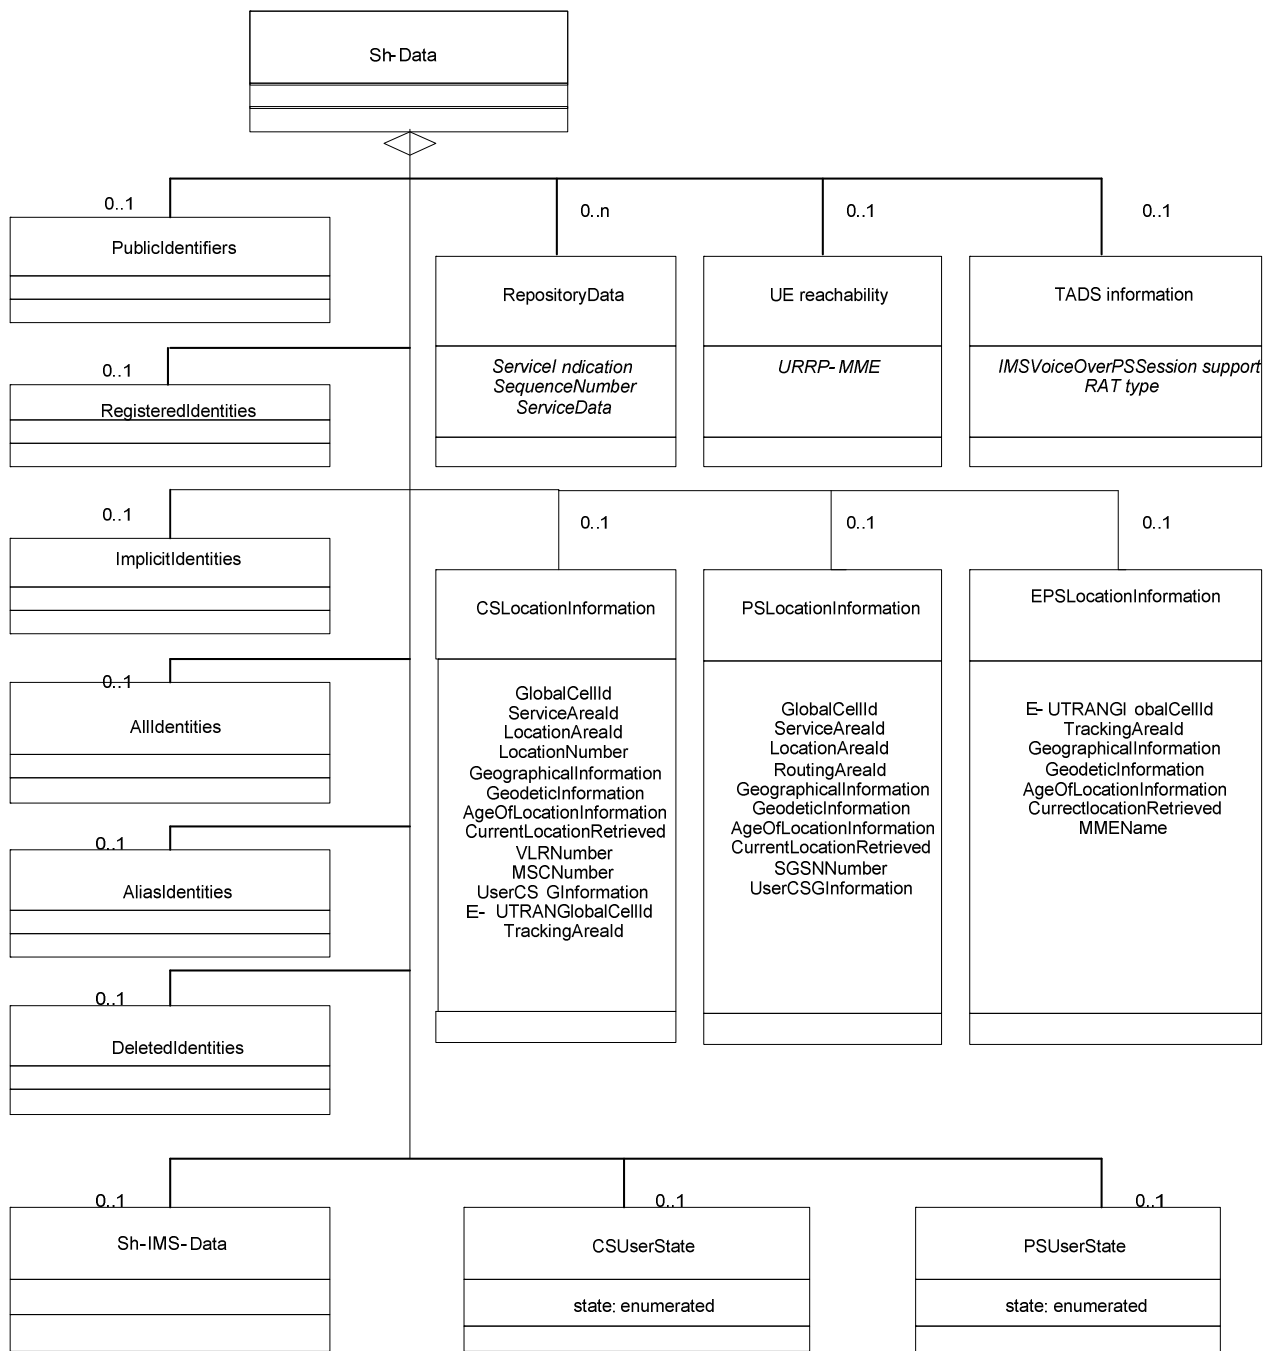 Sh-Data
0..1
0..n
0..1
0..1
PublicIdentifiers
RepositoryData
UE reachability
TADS information
ServiceI ndication
SequenceNumber
ServiceData
URRP-MME
IMSVoiceOverPSSession support
RAT type
0..1
RegisteredIdentities
0..1
0..1
0..1
0..1
ImplicitIdentities
CSLocationInformation
PSLocationInformation
EPSLocationInformation
GlobalCellId
ServiceAreaId
LocationAreaId
LocationNumber
GeographicalInformation
GeodeticInformation
AgeOfLocationInformation
CurrentLocationRetrieved
VLRNumber
MSCNumber
UserCS GInformation
E- UTRANGlobalCellId
TrackingAreaId
GlobalCellId
ServiceAreaId
LocationAreaId
RoutingAreaId
GeographicalInformation
GeodeticInformation
AgeOfLocationInformation
CurrentLocationRetrieved
SGSNNumber
UserCSGInformation
E-UTRANGl obalCellId
TrackingAreaId
GeographicalInformation
GeodeticInformation
AgeOfLocationInformation
CurrectlocationRetrieved
MMEName
0..1
AllIdentities
0..1
AliasIdentities
0..1
DeletedIdentities
0..1
0..1
0..1
Sh-IMS-Data
CSUserState
PSUserState
state: enumerated
state: enumerated